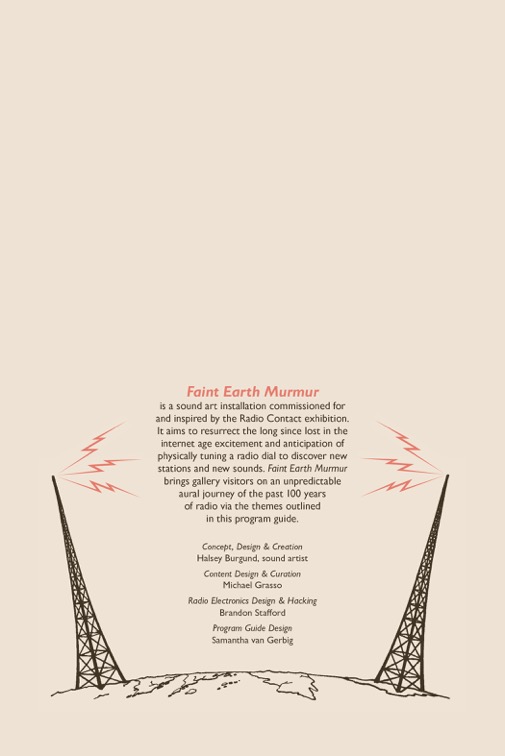 Faint Earth Murmur
is a sound art installation commissioned for
and inspired by the Radio Contact exhibition.
It aims to resurrect the long since lost in the
internet age excitement and anticipation of
physically tuning a radio dial to discover new
stations and new sounds. Faint Earth Murmur
brings gallery visitors on an unpredictable
aural journey of the past 100 years
of radio via the themes outlined
in this program guide.
Concept, Design & Creation
Halsey Burgund, sound artist
Content Design & Curation
Michael Grasso
Radio Electronics Design & Hacking
Brandon Stafford
Program Guide Design
Samantha van Gerbig